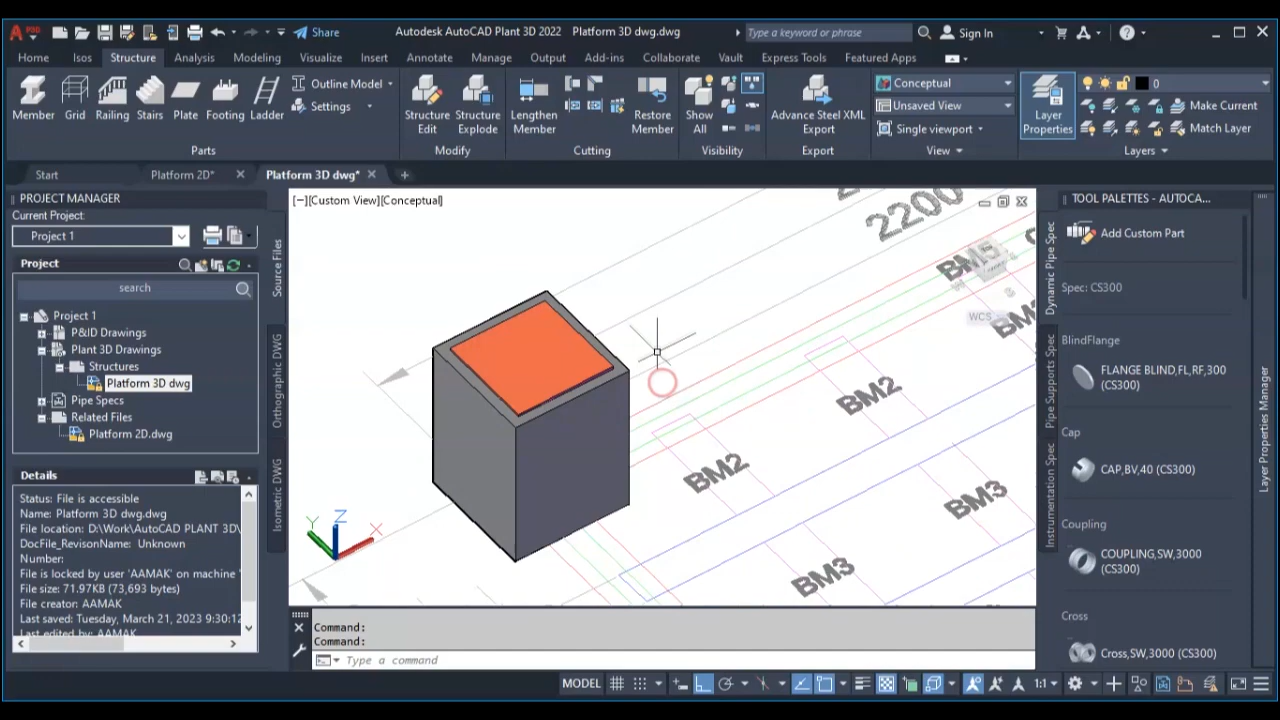 Share
Autodesk AutoCAD Plant 3D 2022 Platform 3D dwg.dwg
Type a keyword or phrase
Sign In
Home Isos Structure Analysis Modeling Visualize Insert Annotate Manage Output Add-ins Collaborate Vault Express Tools Featured Apps
Member
Grid
Railing
Stairs
Plate
Footing
Ladder
Outline Model
Settings
Parts
Structure Edit
Structure Explode
Modify
Lengthen Member
Restore Member
Cutting
Show All
Visibility
Advance Steel XML Export
Export
Conceptual
Unsaved View
Single viewport
View
Layer Properties
0
Make Current
Match Layer
Layers
Start
Platform 2D*
Platform 3D dwg*
PROJECT MANAGER
Current Project:
Project 1
Project
search
Project 1
P&ID Drawings
Plant 3D Drawings
Structures
Platform 3D dwg
Pipe Specs
Related Files
Platform 2D.dwg
Source Files
Orthographic DWG
Isometric DWG
Details
Status: File is accessible
Name: Platform 3D dwg.dwg
File location: D:\Work\AutoCAD PLANT 3D\
DocFile_RevisonName: Unknown
Number:
File is locked by user 'AAMAK' on machine '
File size: 71.97KB (73,693 bytes)
File creator: AAMAK
Last saved: Tuesday, March 21, 2023 9:30:12
Last edited by: AAMAK
[−][Custom View][Conceptual]
2200
BM5
WCS
BM2
BM2
BM3
BM3
X
Y
Z
Command:
Command:
Type a command
TOOL PALETTES - AUTOCA...
Add Custom Part
Spec: CS300
BlindFlange
FLANGE BLIND,FL,RF,300
(CS300)
Cap
CAP,BV,40 (CS300)
Coupling
COUPLING,SW,3000
(CS300)
Cross
Cross,SW,3000 (CS300)
Dynamic Pipe Spec
Pipe Supports Spec
Instrumentation Spec
Layer Properties Manager
MODEL
1:1